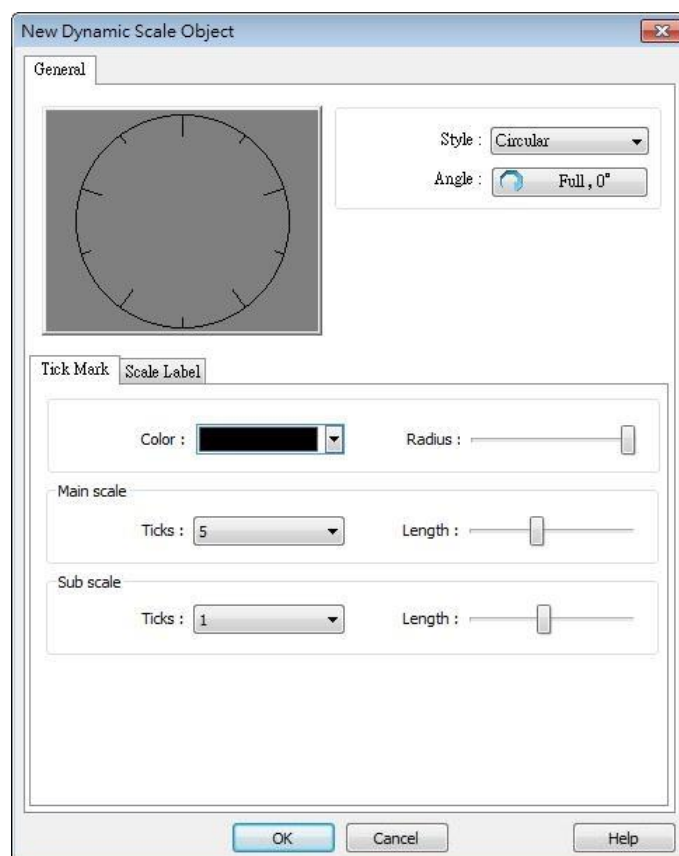 New Dynamic Scale Object
General
Style : Circular
Angle : Full , 0°
Tick Mark Scale Label
Color : Radius :
Main scale
Ticks : 5 Length :
Sub scale
Ticks : 1 Length :
OK Cancel Help